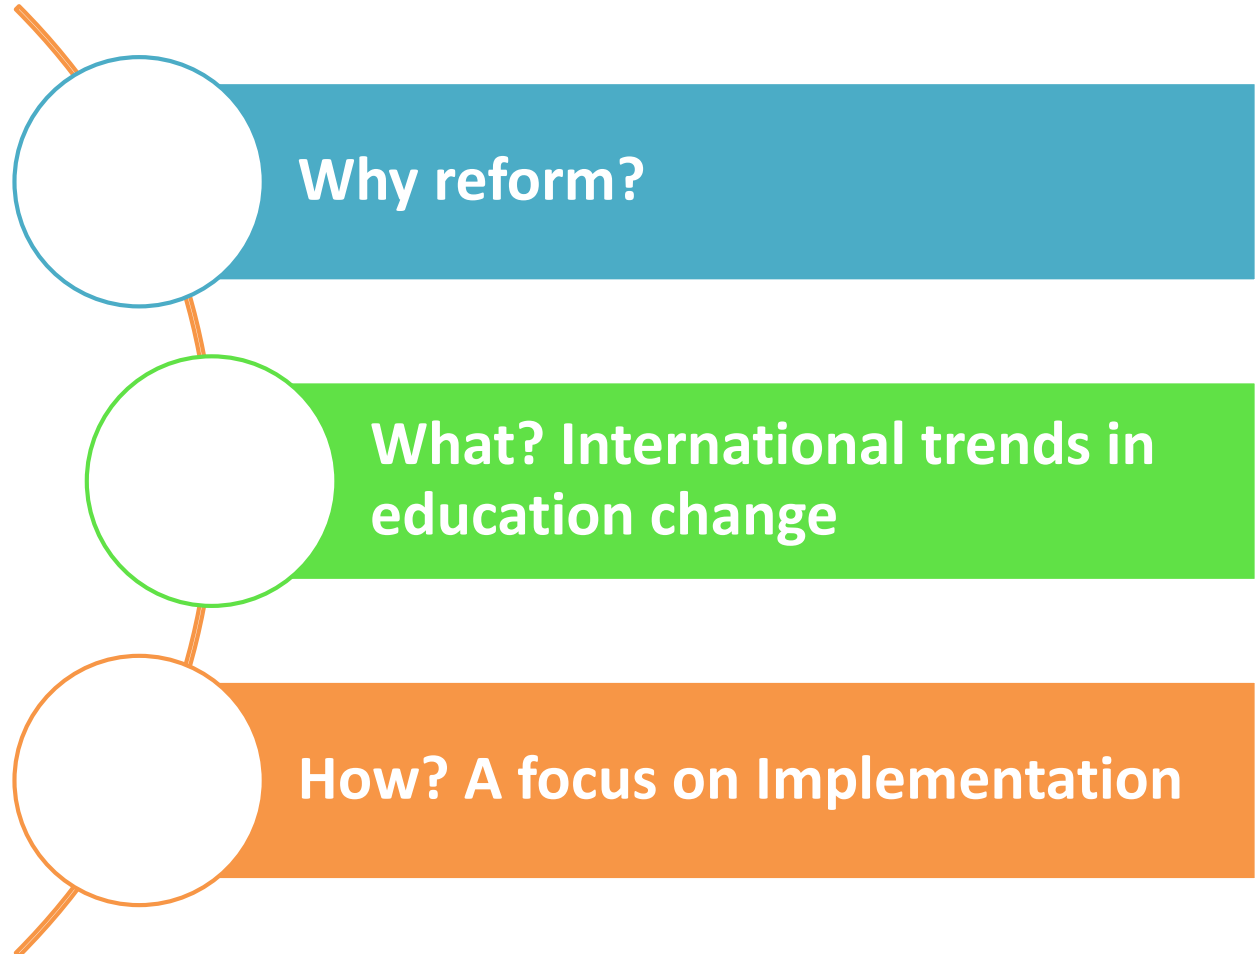 Why reform?
What? International trends in
education change
How? A focus on Implementation